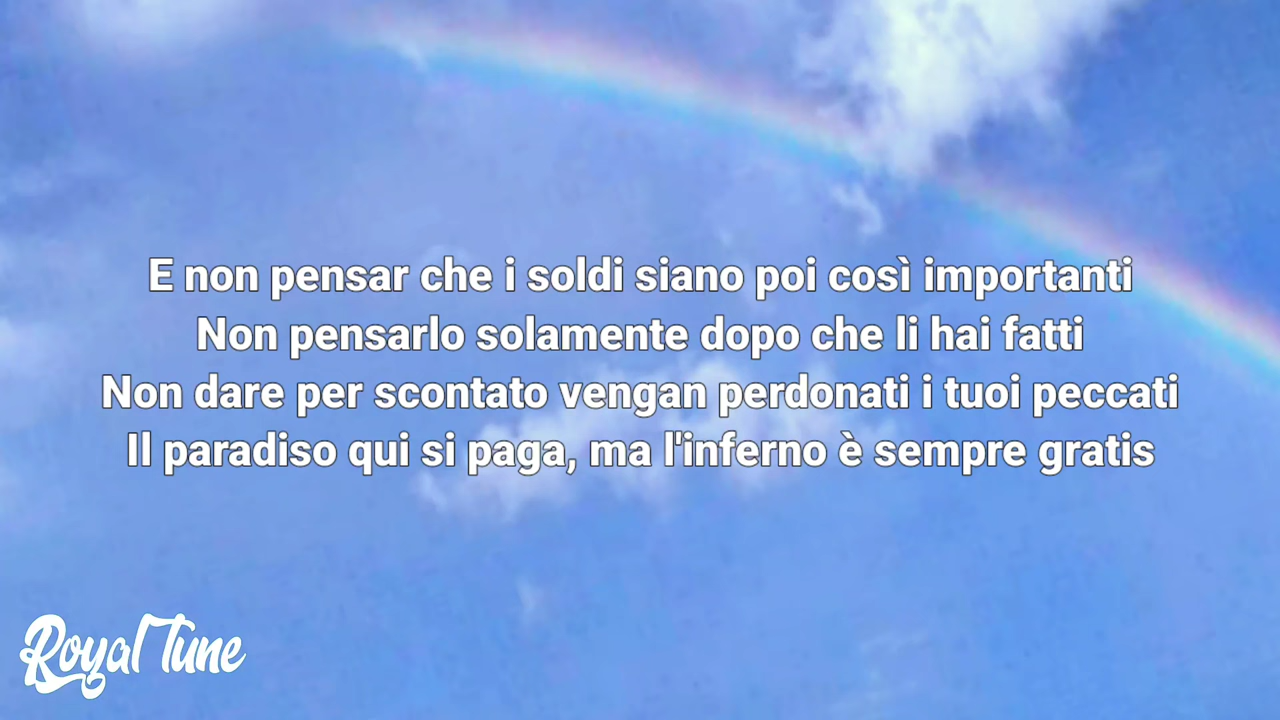 E non pensar che i soldi siano poi così importanti
Non pensarlo solamente dopo che li hai fatti
Non dare per scontato vengan perdonati i tuoi peccati
Il paradiso qui si paga, ma l'inferno è sempre gratis
Royal Tune